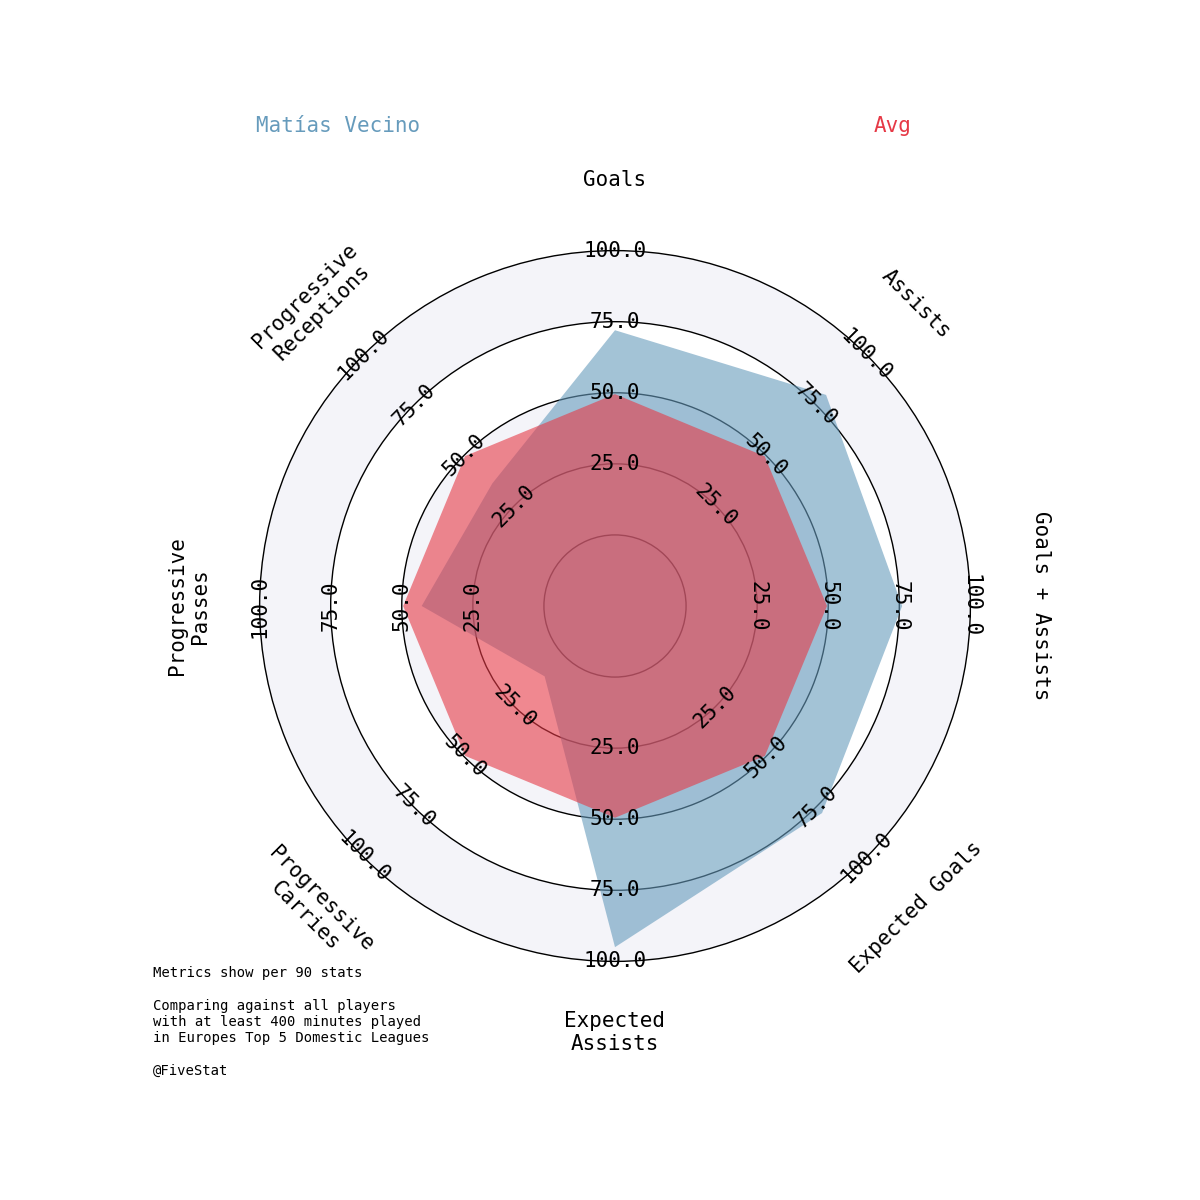 Matías Vecino
Avg
Goals
Assists
Goals + Assists
Expected Goals
Expected
Assists
Progressive
Carries
Progressive
Passes
Progressive
Receptions
100.0
75.0
50.0
25.0
100.0
75.0
50.0
25.0
100.0
75.0
50.0
25.0
100.0
75.0
50.0
25.0
100.0
75.0
50.0
25.0
100.0
75.0
50.0
25.0
100.0
75.0
50.0
25.0
100.0
75.0
50.0
25.0
Metrics show per 90 stats
Comparing against all players
with at least 400 minutes played
in Europes Top 5 Domestic Leagues
@FiveStat